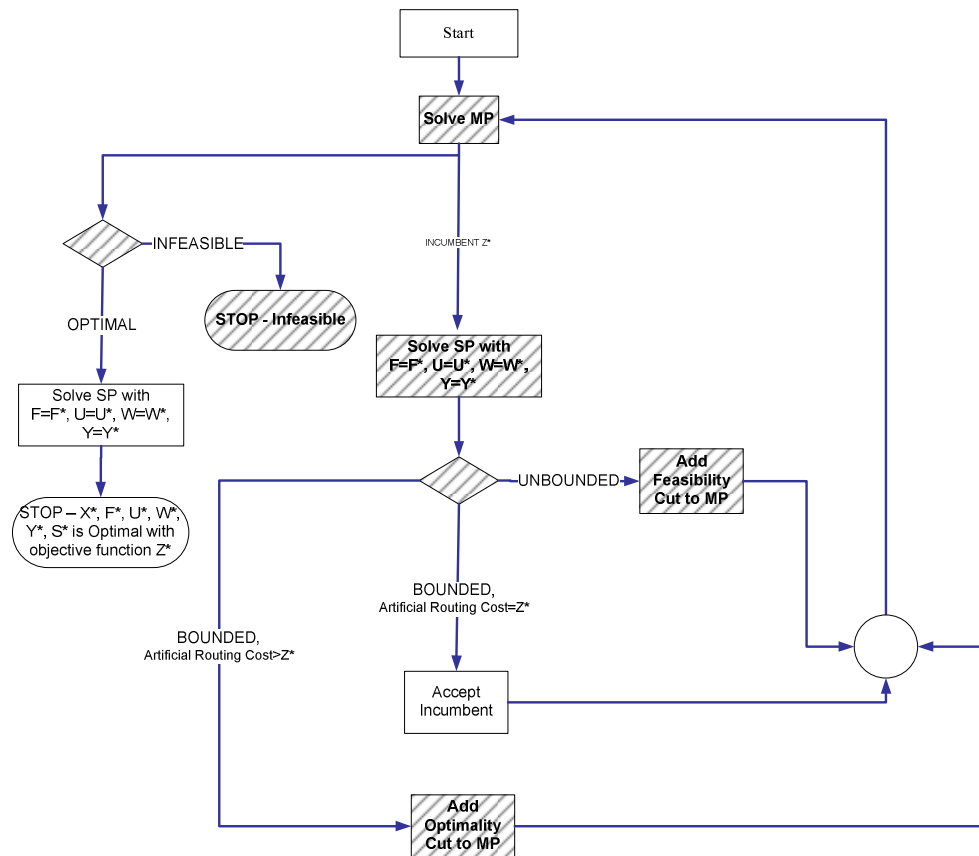 Start
Solve MP
INFEASIBLE
INCUMBENT Z*
STOP - Infeasible
OPTIMAL
Solve SP with
F=F*, U=U*, W=W*,
Y=Y*
Solve SP with
F=F*, U=U*, W=W*,
Y=Y*
STOP – X*, F*, U*, W*,
Y*, S* is Optimal with
objective function Z*
UNBOUNDED
Add
Feasibility
Cut to MP
BOUNDED,
Artificial Routing Cost=Z*
BOUNDED,
Artificial Routing Cost>Z*
Accept
Incumbent
Add
Optimality
Cut to MP